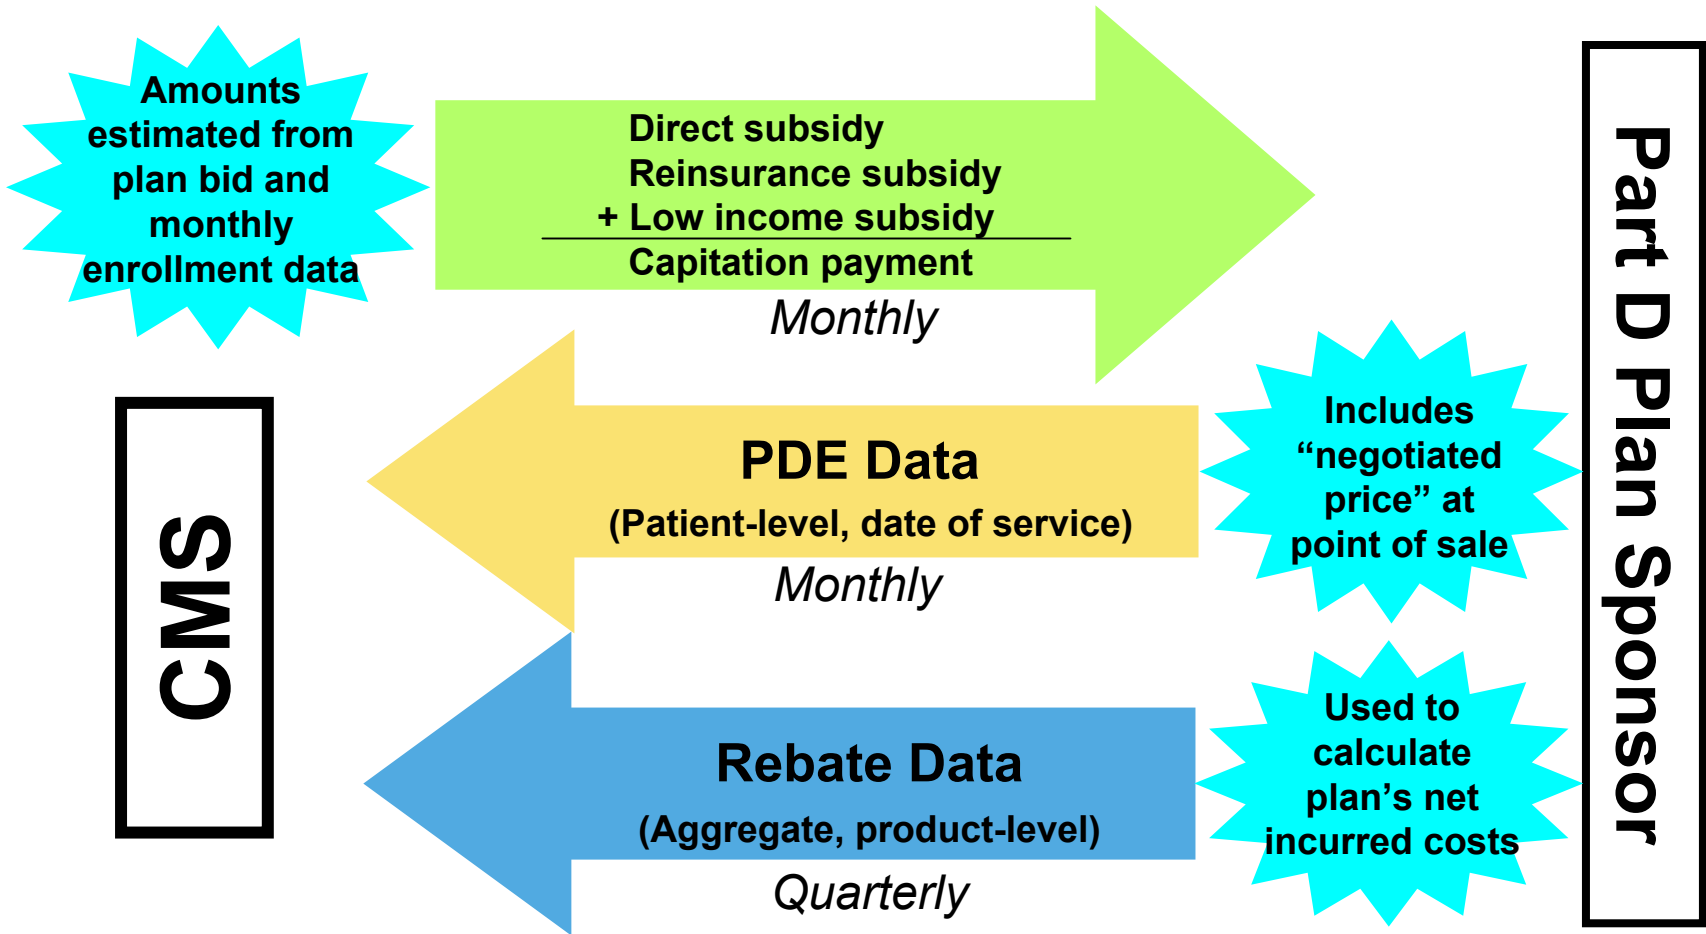 Amounts
estimated from
plan bid and
monthly
enrollment data
Direct subsidy
Reinsurance subsidy
+ Low income subsidy
Capitation payment
Monthly
PDE Data
(Patient-level, date of service)
Monthly
Includes
“negotiated
price” at
point of sale
Rebate Data
(Aggregate, product-level)
Quarterly
Used to
calculate
plan’s net
incurred costs
CMS
Part D Plan Sponsor